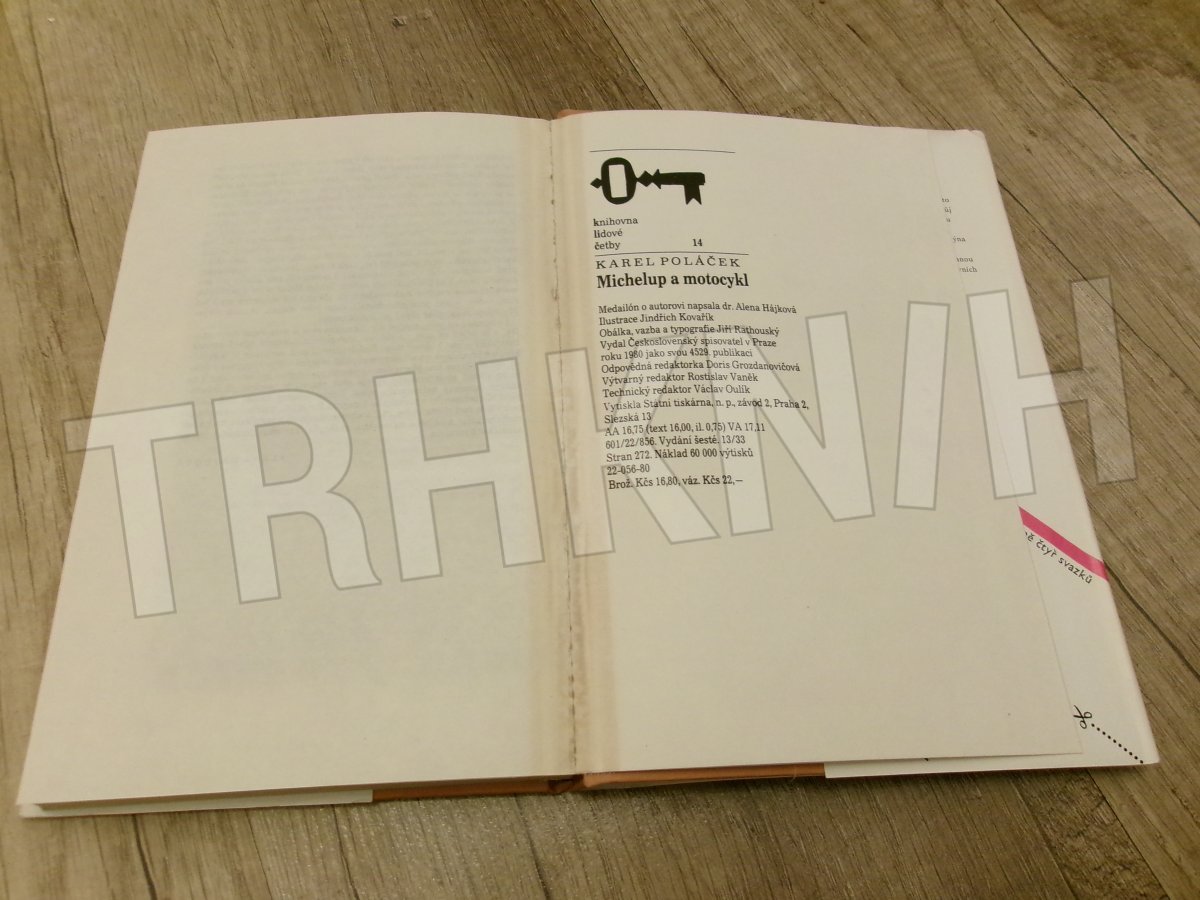 knihovna
lidové
četby 14
KAREL POLÁČEK
Michelup a motocykl
Medailón o autorovi napsala dr. Alena Hájková
Ilustrace Jindřich Kovařík
Obálka, vazba a typografie Jiří Rathouský
Vydal Československý spisovatel v Praze
roku 1980 jako svou 4529. publikaci
Odpovědná redaktorka Doris Grozdanovičová
Výtvarný redaktor Rostislav Vaněk
Technický redaktor Václav Oulík
Vytiskla Státní tiskárna, n. p., závod 2, Praha 2,
Slezská 13
AA 16,75 (text 16,00, il. 0,75) VA 17,11
601/22/856. Vydání šesté. 13/33
Stran 272. Náklad 60 000 výtisků
22-056-80
Brož. Kčs 16,80, váz. Kčs 22,—
čtyř svazků
TRHKNIH